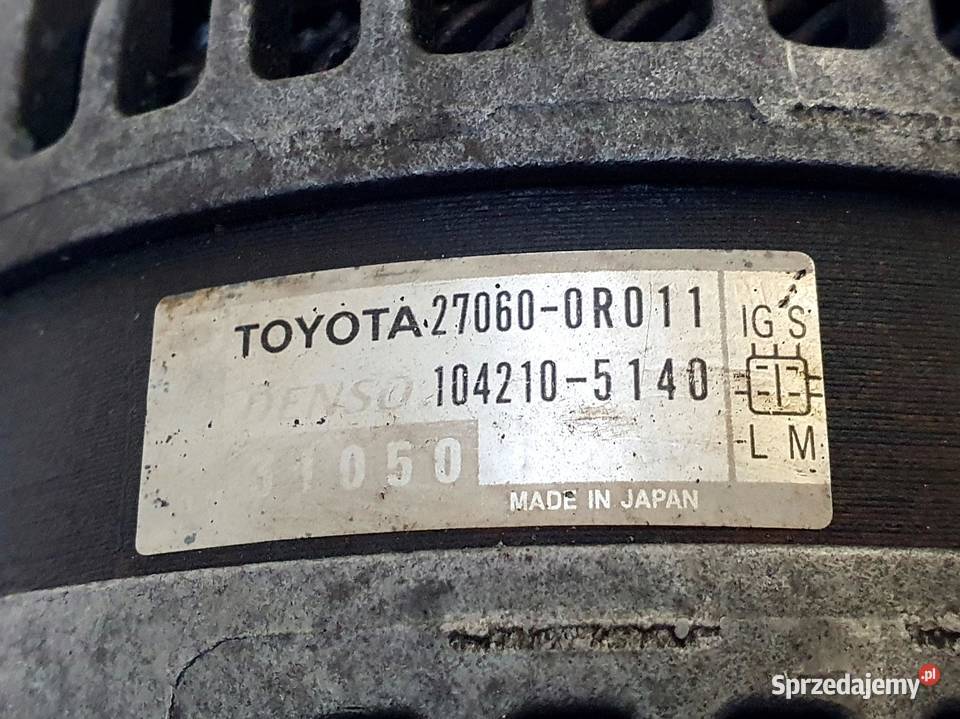 TOYOTA 27060-0R011
DENSO 104210-5140
1050
MADE IN JAPAN
IG S
L M
Sprzedajemy.pl